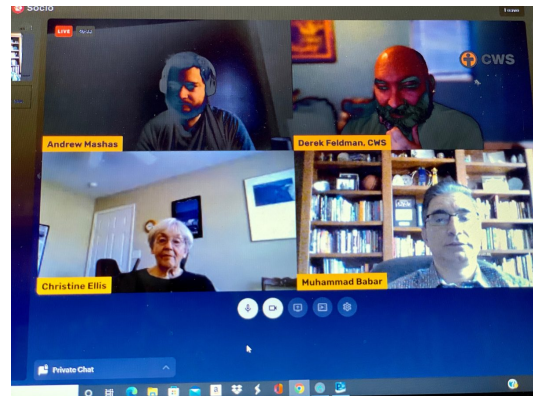 Socio
LIVE
CWS
Andrew Mashas
Derek Feldman, CWS
Christine Ellis
Muhammad Babar
Private Chat